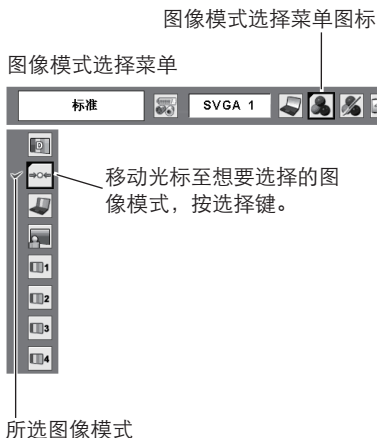 图像模式选择菜单图标
图像模式选择菜单
标准
SVGA 1
移动光标至想要选择的图
像模式，按选择键。
1
2
3
4
所选图像模式